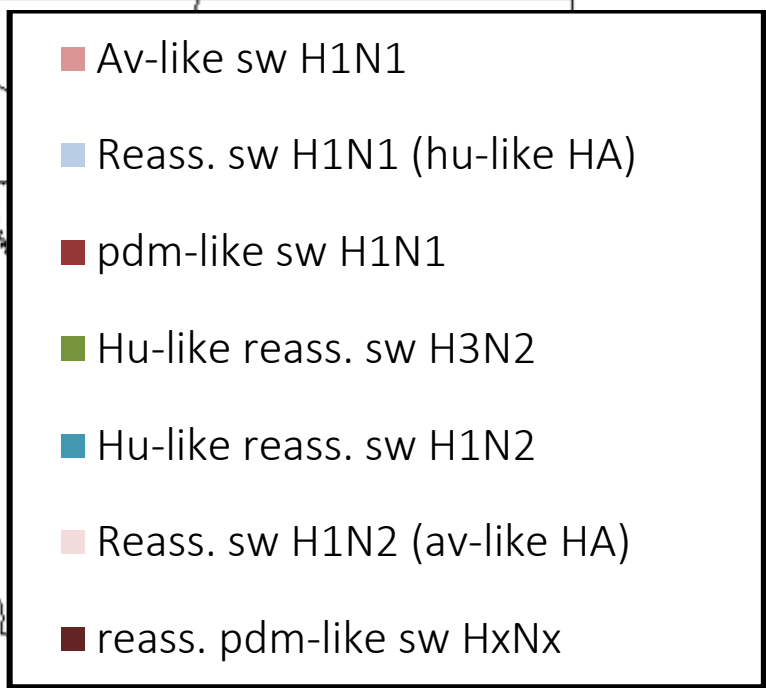 Av-like sw H1N1
Reass. sw H1N1 (hu-like HA)
pdm-like sw H1N1
Hu-like reass. sw H3N2
Hu-like reass. sw H1N2
Reass. sw H1N2 (av-like HA)
reass. pdm-like sw HxNx